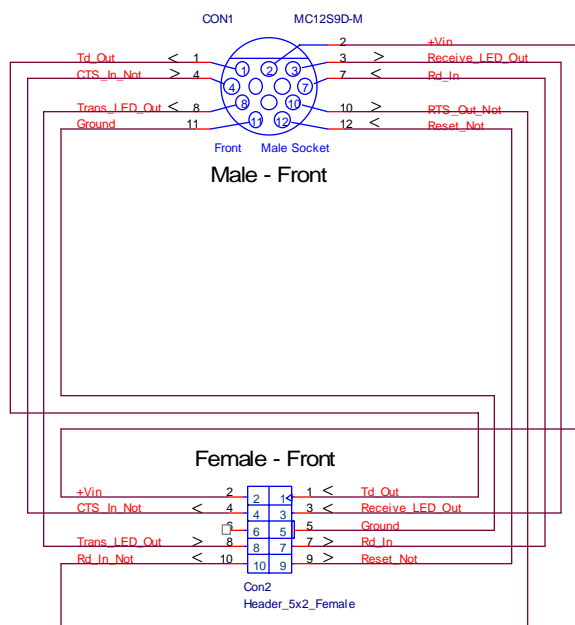 CON1 MC12S9D-M
2 +Vin
Td_Out < 1 3 > Receive_LED_Out
CTS_In_Not > 4 7 < Rd_In
1 2 3
4 7
Trans_LED_Out < 8 8 10 10 > RTS_Out_Not
Ground 11 11 12 12 < Reset_Not
Front Male Socket
Male - Front
Female - Front
+Vin 2 2 1 1 < Td_Out
CTS_In_Not < 4 4 3 3 < Receive_LED_Out
6 6 5 5 Ground
Trans_LED_Out > 8 8 7 7 > Rd_In
Rd_In_Not < 10 10 9 9 > Reset_Not
Con2
Header_5x2_Female